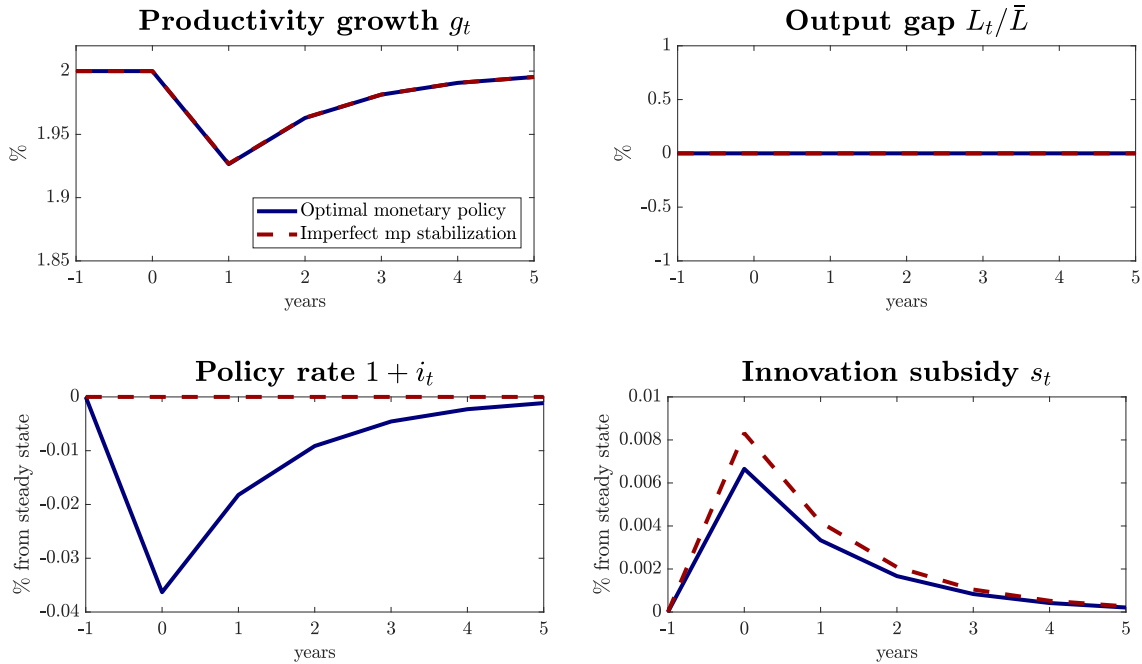 Productivity growth g_t
%
2
1.95
1.9
1.85
Optimal monetary policy
Imperfect mp stabilization
-1 0 1 2 3 4 5
years
Output gap L_t/L̄
%
1
0.5
0
-0.5
-1
-1 0 1 2 3 4 5
years
Policy rate 1 + i_t
% from steady state
0
-0.01
-0.02
-0.03
-0.04
-1 0 1 2 3 4 5
years
Innovation subsidy s_t
% from steady state
0.01
0.008
0.006
0.004
0.002
0
-1 0 1 2 3 4 5
years